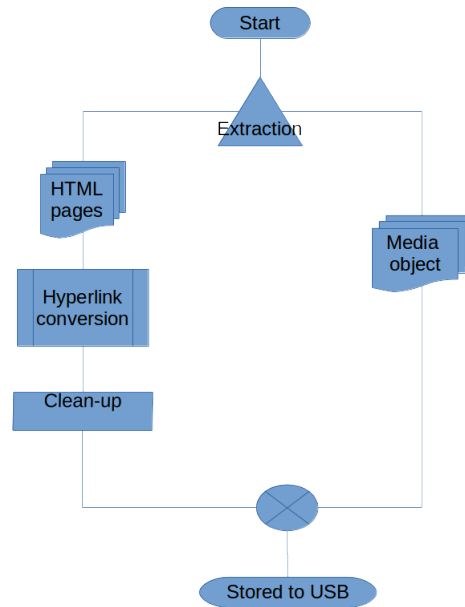 Start
Extraction
HTML
pages
Media
object
Hyperlink
conversion
Clean-up
Stored to USB